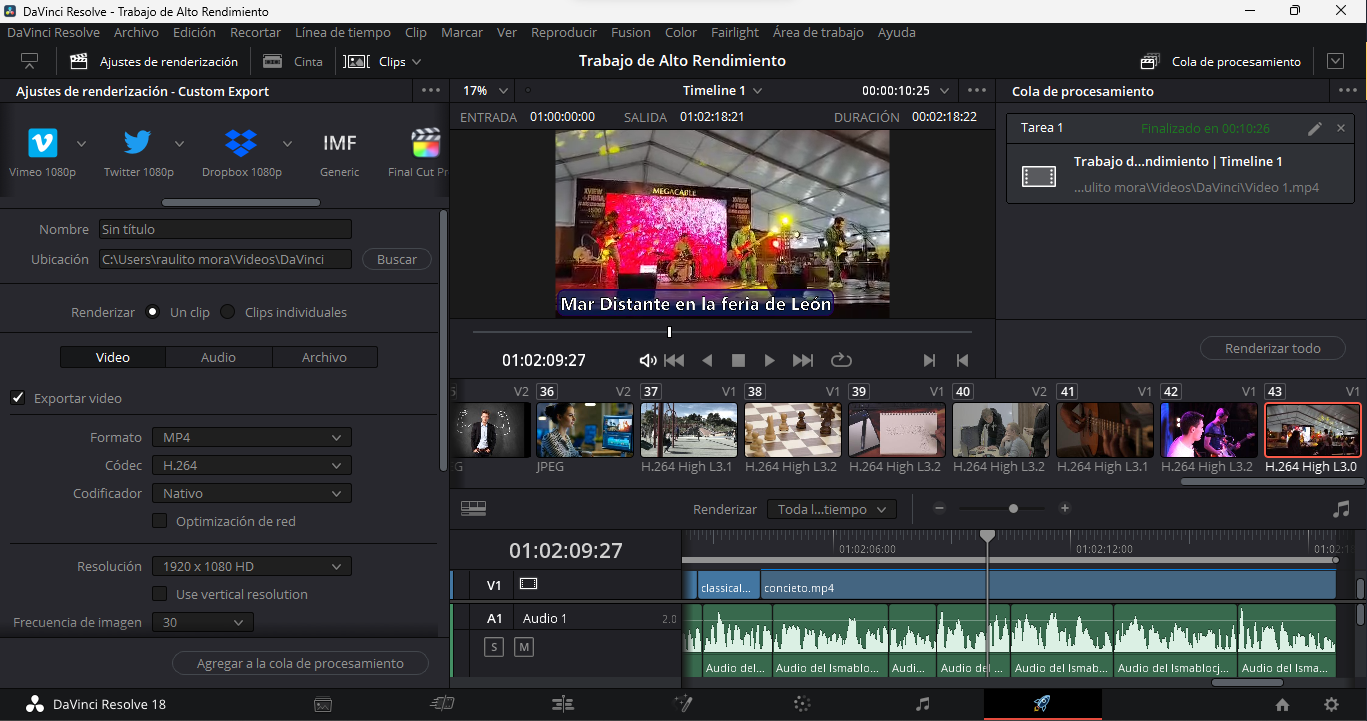 DaVinci Resolve - Trabajo de Alto Rendimiento
DaVinci Resolve Archivo Edición Recortar Línea de tiempo Clip Marcar Ver Reproducir Fusion Color Fairlight Área de trabajo Ayuda
Ajustes de renderización Cinta Clips Trabajo de Alto Rendimiento Cola de procesamiento
Ajustes de renderización - Custom Export
Vimeo 1080p Twitter 1080p Dropbox 1080p
IMF
Generic Final Cut Pr
Nombre Sin título
Ubicación C:\Users\raulito mora\Videos\DaVinci Buscar
Renderizar Un clip Clips individuales
Video Audio Archivo
Exportar video
Formato MP4
Códec H.264
Codificador Nativo
Optimización de red
Resolución 1920 x 1080 HD
Use vertical resolution
Frecuencia de imagen 30
Agregar a la cola de procesamiento
17% Timeline 1 00:00:10:25
ENTRADA 01:00:00:00 SALIDA 01:02:18:21 DURACIÓN 00:02:18:22
MEGACABLE
Mar Distante en la feria de León
01:02:09:27
Cola de procesamiento
Tarea 1 Finalizado en 00:10:26
Trabajo d...ndimiento | Timeline 1
...ulito mora\Videos\DaVinci\Video 1.mp4
Renderizar todo
5 V2 36 V2 37 V1 38 V1 39 V1 40 V2 41 V1 42 V1 43 V1
G JPEG H.264 High L3.1 H.264 High L3.2 H.264 High L3.2 H.264 High L3.2 H.264 High L3.1 H.264 High L3.2 H.264 High L3.0
Renderizar Toda l...tiempo
01:02:09:27 01:02:06:00 01:02:12:00 01:02:1
V1 classical... concieto.mp4
A1 Audio 1 2.0
S M
Audio del... Audio del Ismablo... Audi... Audio d... Audio del Ismab... Audio del Ismablocj... Audio del Isma...
DaVinci Resolve 18